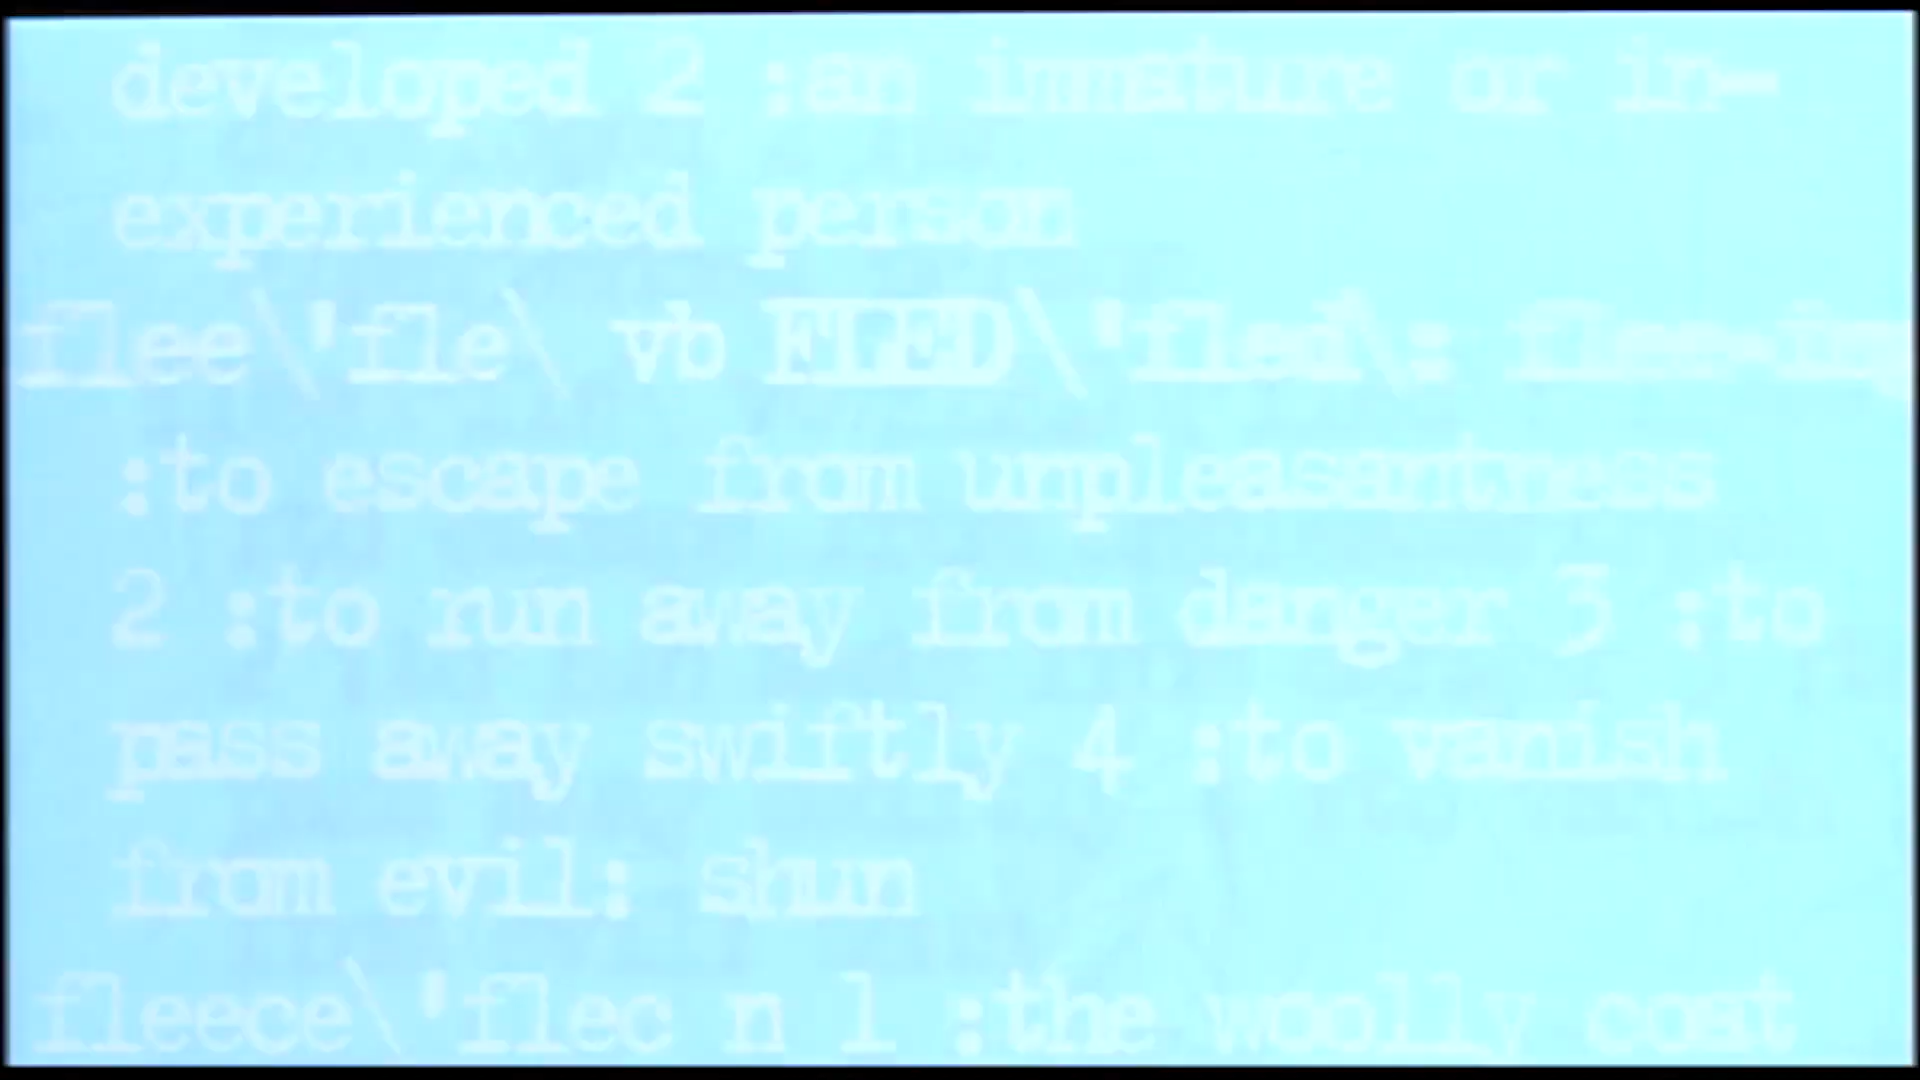 developed 2 :an immature or in-
experienced person
flee\'fle\ vb FLED\'fled\: flee-ing
:to escape from unpleasantness
2 :to run away from danger 3 :to
pass away swiftly 4 :to vanish
from evil: shun
fleece\'flec n 1 :the woolly coat